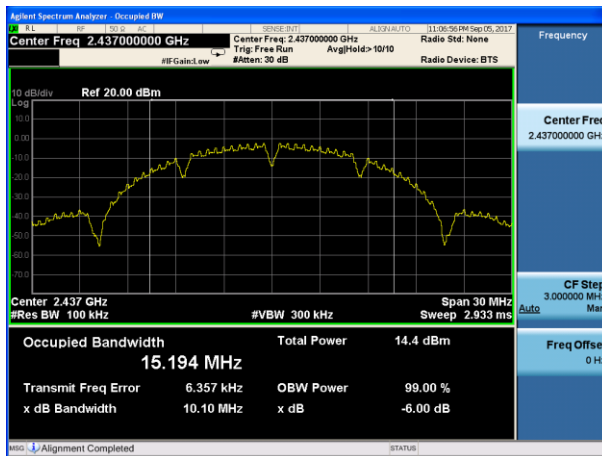 Agilent Spectrum Analyzer - Occupied BW
RL RF 50 Ω AC SENSE:INT ALIGN AUTO 11:06:56 PM Sep 05, 2017
Center Freq 2.437000000 GHz Center Freq: 2.437000000 GHz Radio Std: None Frequency
Trig: Free Run Avg|Hold:>10/10
#IFGain:Low #Atten: 30 dB Radio Device: BTS
10 dB/div Ref 20.00 dBm
Log
10.0
0.00
-10.0
-20.0
-30.0
-40.0
-50.0
-60.0
-70.0
Center Freq
2.437000000 GH
Center 2.437 GHz Span 30 MHz
#Res BW 100 kHz #VBW 300 kHz Sweep 2.933 ms
CF Step
3.000000 MH
Auto Ma
Occupied Bandwidth Total Power 14.4 dBm
15.194 MHz
Transmit Freq Error 6.357 kHz OBW Power 99.00 %
x dB Bandwidth 10.10 MHz x dB -6.00 dB
Freq Offse
0 H
MSG Alignment Completed STATUS